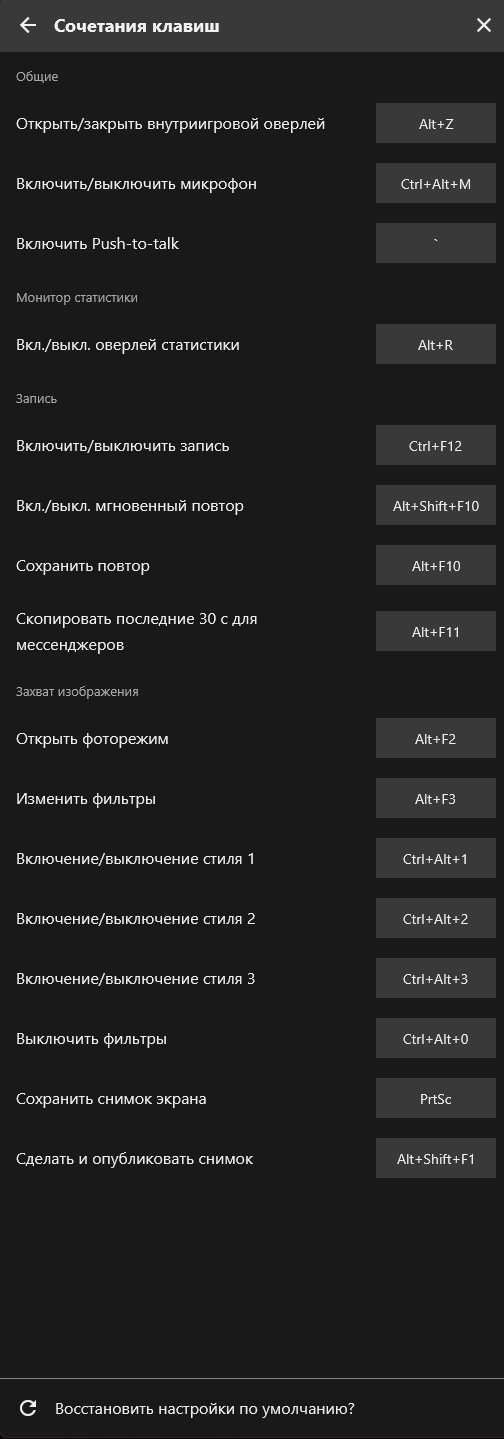 Сочетания клавиш
Общие
Открыть/закрыть внутриигровой оверлей Alt+Z
Включить/выключить микрофон Ctrl+Alt+M
Включить Push-to-talk `
Монитор статистики
Вкл./выкл. оверлей статистики Alt+R
Запись
Включить/выключить запись Ctrl+F12
Вкл./выкл. мгновенный повтор Alt+Shift+F10
Сохранить повтор Alt+F10
Скопировать последние 30 с для
мессенджеров Alt+F11
Захват изображения
Открыть фоторежим Alt+F2
Изменить фильтры Alt+F3
Включение/выключение стиля 1 Ctrl+Alt+1
Включение/выключение стиля 2 Ctrl+Alt+2
Включение/выключение стиля 3 Ctrl+Alt+3
Выключить фильтры Ctrl+Alt+0
Сохранить снимок экрана PrtSc
Сделать и опубликовать снимок Alt+Shift+F1
Восстановить настройки по умолчанию?